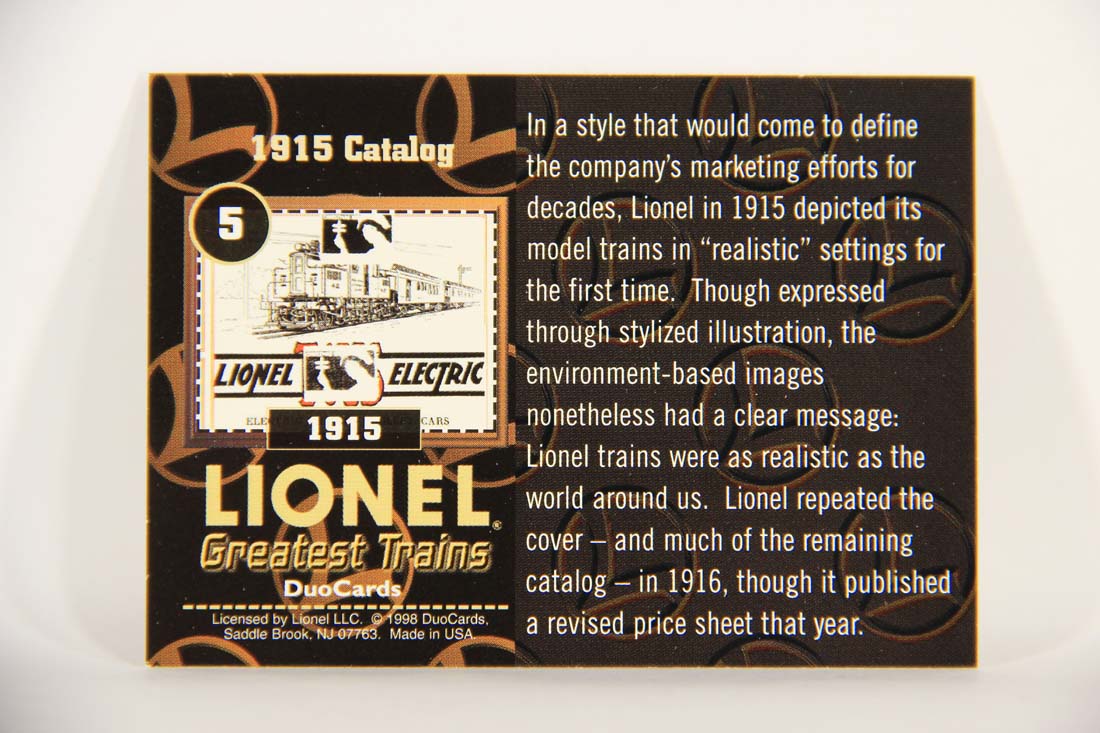 1915 Catalog
5
LIONEL ELECTRIC
CARS
1915
LIONEL®
Greatest Trains
DuoCards
Licensed by Lionel LLC. © 1998 DuoCards,
Saddle Brook, NJ 07763. Made in USA.
In a style that would come to define
the company's marketing efforts for
decades, Lionel in 1915 depicted its
model trains in "realistic" settings for
the first time. Though expressed
through stylized illustration, the
environment-based images
nonetheless had a clear message:
Lionel trains were as realistic as the
world around us. Lionel repeated the
cover – and much of the remaining
catalog – in 1916, though it published
a revised price sheet that year.